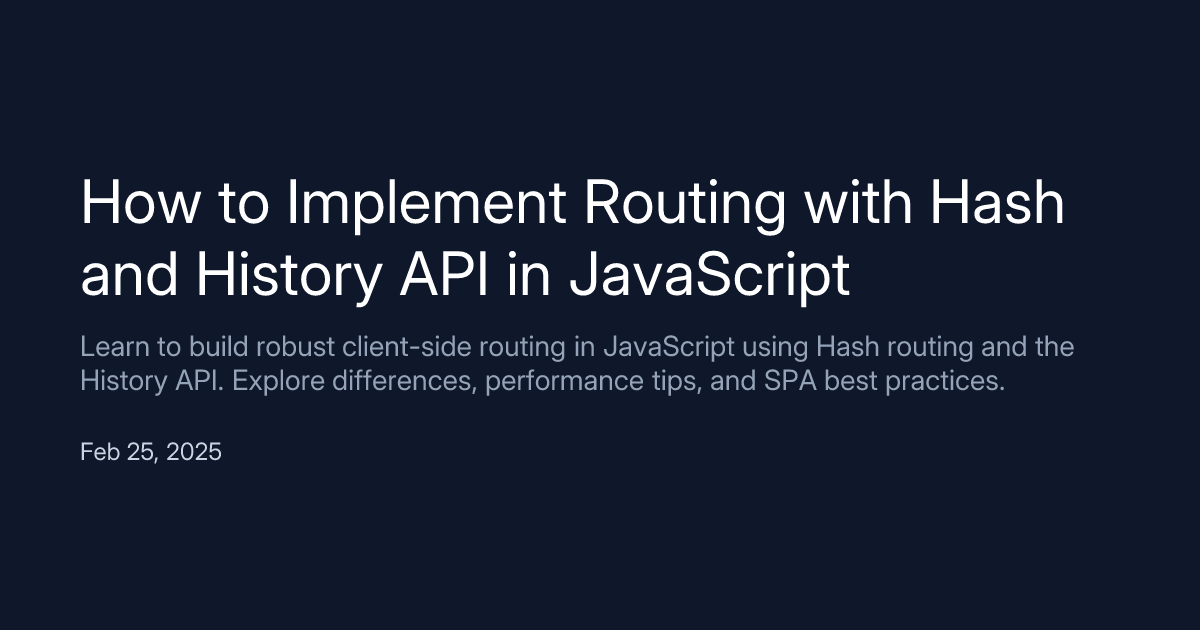 How to Implement Routing with Hash
and History API in JavaScript
Learn to build robust client-side routing in JavaScript using Hash routing and the
History API. Explore differences, performance tips, and SPA best practices.
Feb 25, 2025